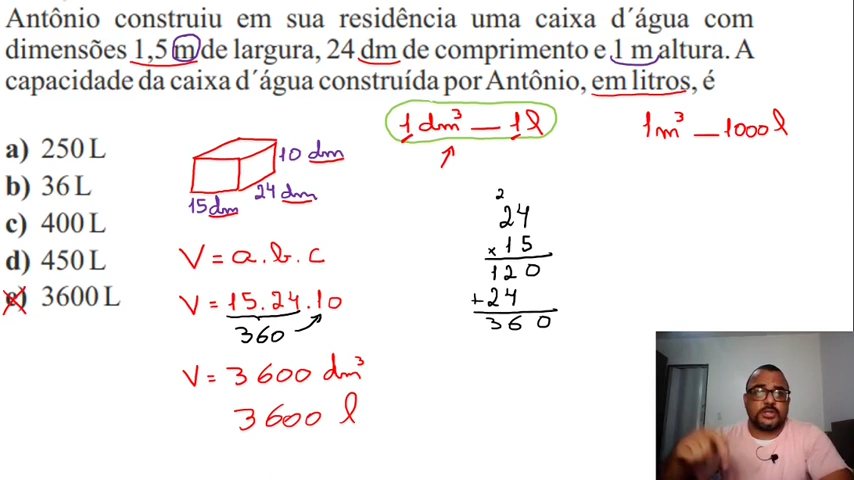 Antônio construiu em sua residência uma caixa d´água com
dimensões 1,5 m de largura, 24 dm de comprimento e 1 m altura. A
capacidade da caixa d´água construída por Antônio, em litros, é
1 dm³ — 1 l
1m³ — 1000 l
a) 250 L
b) 36 L
c) 400 L
d) 450 L
e) 3600 L
10 dm
24 dm
15 dm
V = a.b.c
V = 15.24.10
360
V = 3600 dm³
3600 l
2
24
× 15
120
+ 24
360